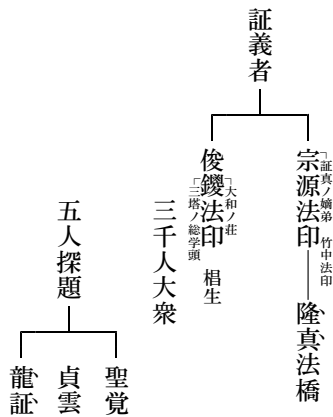 証義者
宗源法印
証真ノ嫡弟 竹中法印
隆真法橋
俊鑁法印
大和ノ荘
三塔ノ総学頭
椙生
三千人大衆
五人探題
聖覚
貞雲
龍証